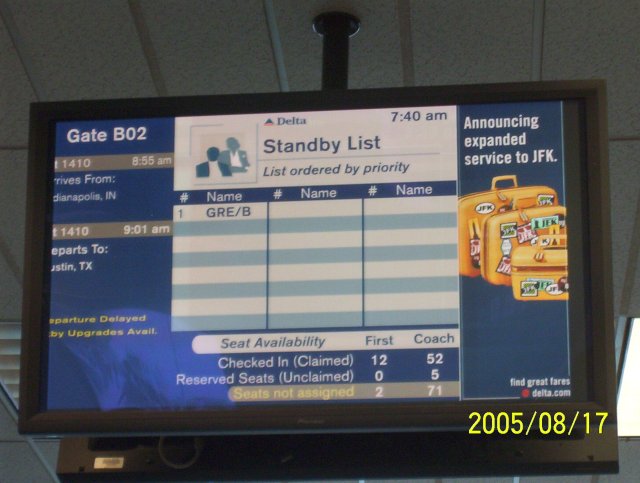 Gate B02
1410 8:55 am
rrives From:
dianapolis, IN
1410 9:01 am
eparts To:
ustin, TX
eparture Delayed
by Upgrades Avail.
Delta 7:40 am
Standby List
List ordered by priority
# Name # Name # Name
1 GRE/B
Seat Availability First Coach
Checked In (Claimed) 12 52
Reserved Seats (Unclaimed) 0 5
Seats not assigned 2 71
Announcing
expanded
service to JFK.
JFK
JFK
find great fares
delta.com
2005/08/17